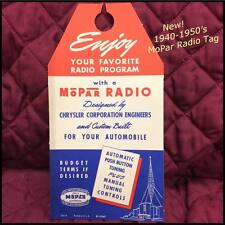 New!
1940-1950's
MoPar Radio Tag
Enjoy
YOUR FAVORITE
RADIO PROGRAM
with a
MOPAR RADIO
Designed by
CHRYSLER CORPORATION ENGINEERS
and Custom Built
FOR YOUR AUTOMOBILE
BUDGET
TERMS IF
DESIRED
AUTOMATIC
PUSH BUTTON
TUNING
PLUS
MANUAL
TUNING
CONTROLS
MOPAR